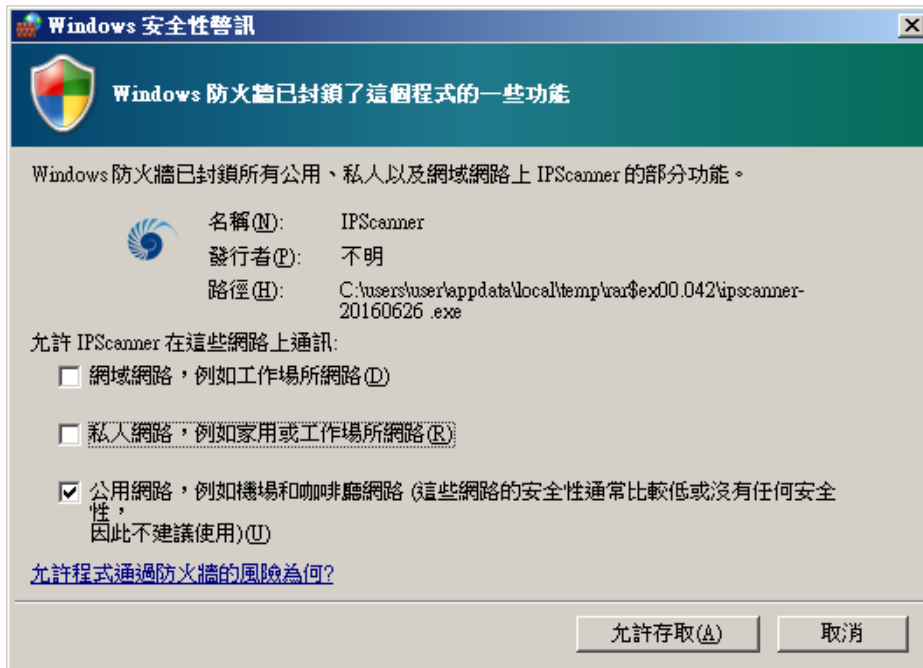 Windows 安全性警訊
Windows 防火牆已封鎖了這個程式的一些功能
Windows 防火牆已封鎖所有公用、私人以及網域網路上 IPScanner 的部分功能。
名稱(N): IPScanner
發行者(P): 不明
路徑(H): C:\users\user\appdata\local\temp\rar$ex00.042\ipscanner-
20160626 .exe
允許 IPScanner 在這些網路上通訊:
網域網路，例如工作場所網路(D)
私人網路，例如家用或工作場所網路(R)
公用網路，例如機場和咖啡廳網路 (這些網路的安全性通常比較低或沒有任何安全
性，
因此不建議使用)(U)
允許程式通過防火牆的風險為何?
允許存取(A) 取消